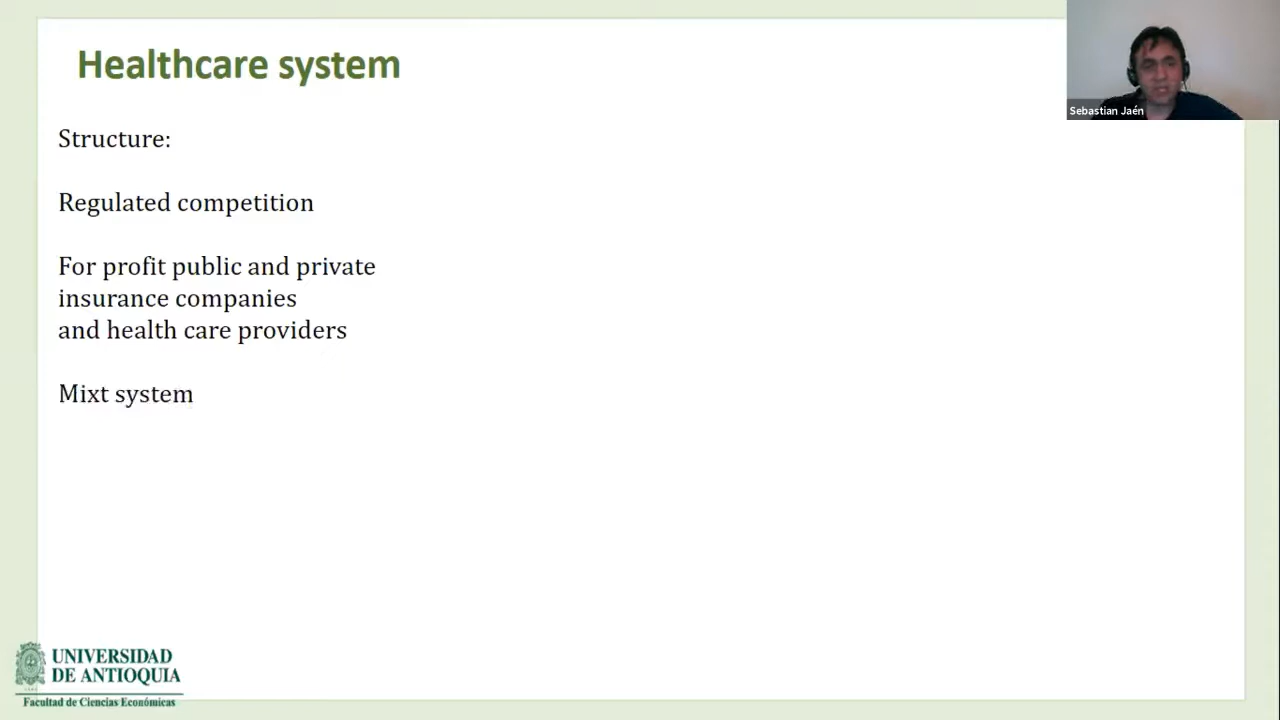 Healthcare system
Sebastian Jaén
Structure:
Regulated competition
For profit public and private
insurance companies
and health care providers
Mixt system
UNIVERSIDAD
DE ANTIOQUIA
Facultad de Ciencias Económicas